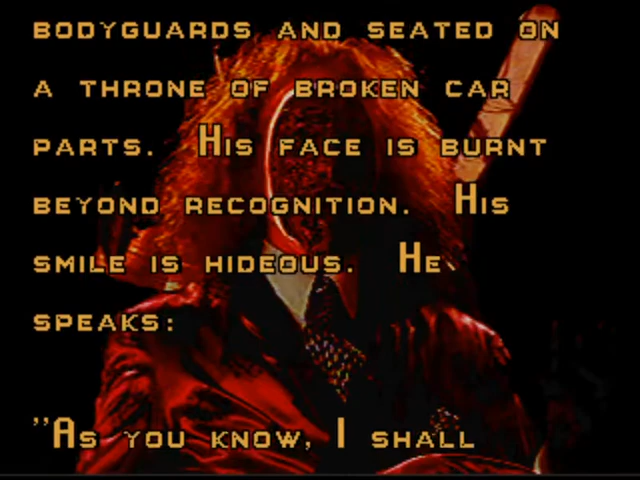 BODYGUARDS AND SEATED ON
A THRONE OF BROKEN CAR
PARTS. HIS FACE IS BURNT
BEYOND RECOGNITION. HIS
SMILE IS HIDEOUS. HE
SPEAKS:
"AS YOU KNOW, I SHALL